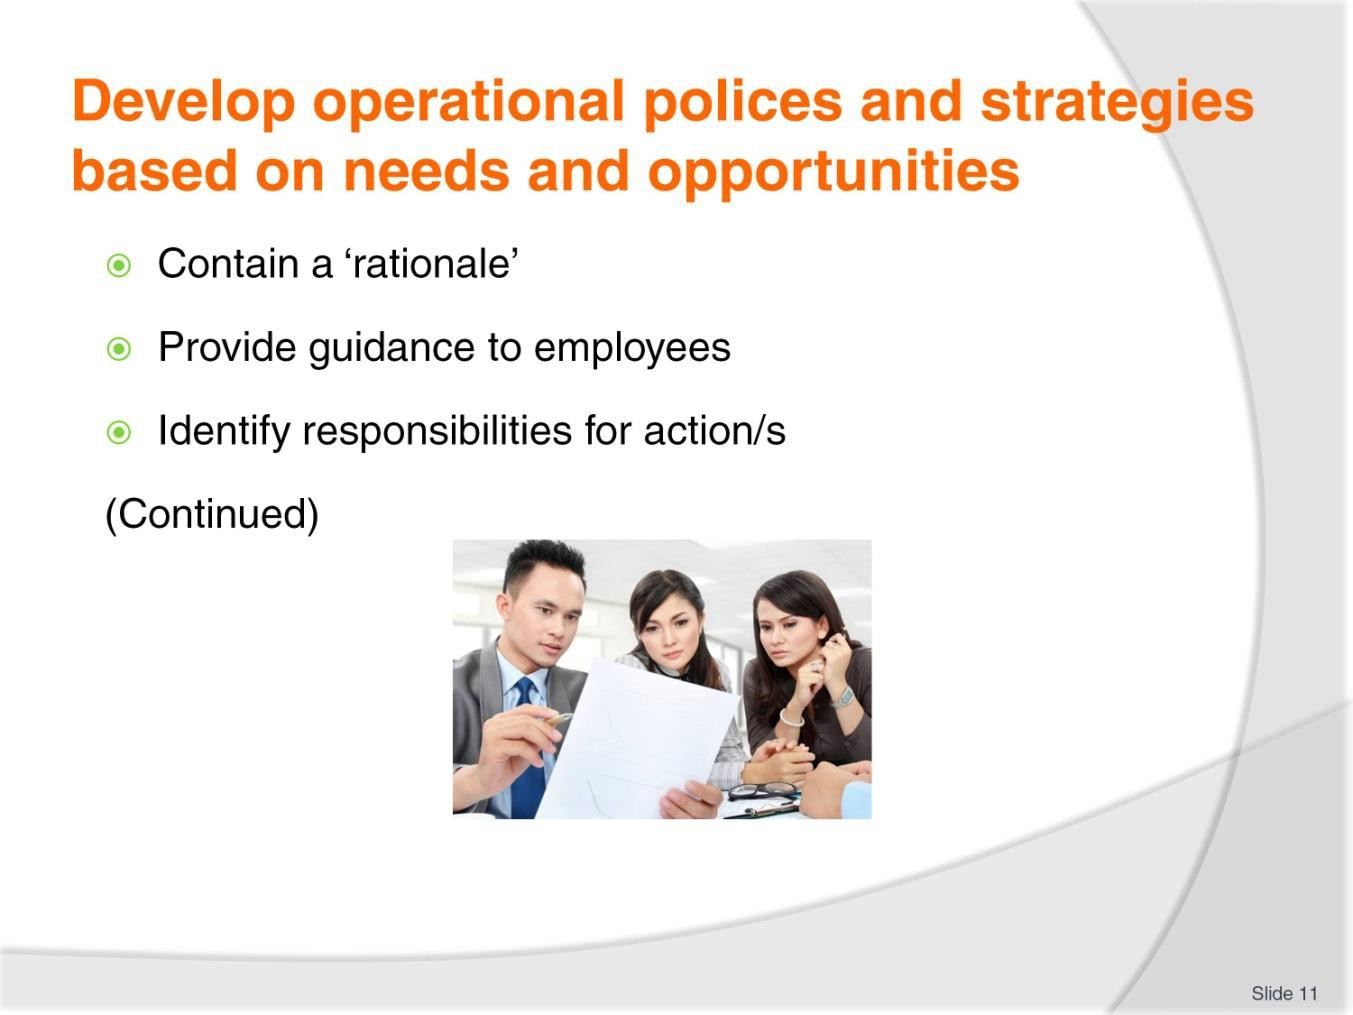 Develop operational polices and strategies
based on needs and opportunities
Contain a ‘rationale’
Provide guidance to employees
Identify responsibilities for action/s
(Continued)
Slide 11